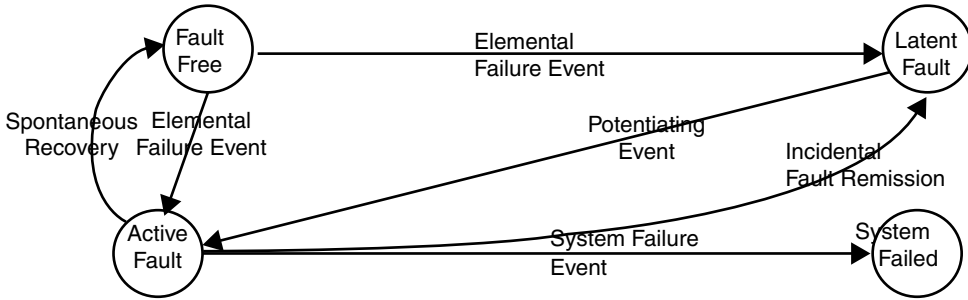 Fault
Free
Elemental
Failure Event
Latent
Fault
Spontaneous
Recovery
Elemental
Failure Event
Potentiating
Event
Incidental
Fault Remission
Active
Fault
System Failure
Event
System
Failed